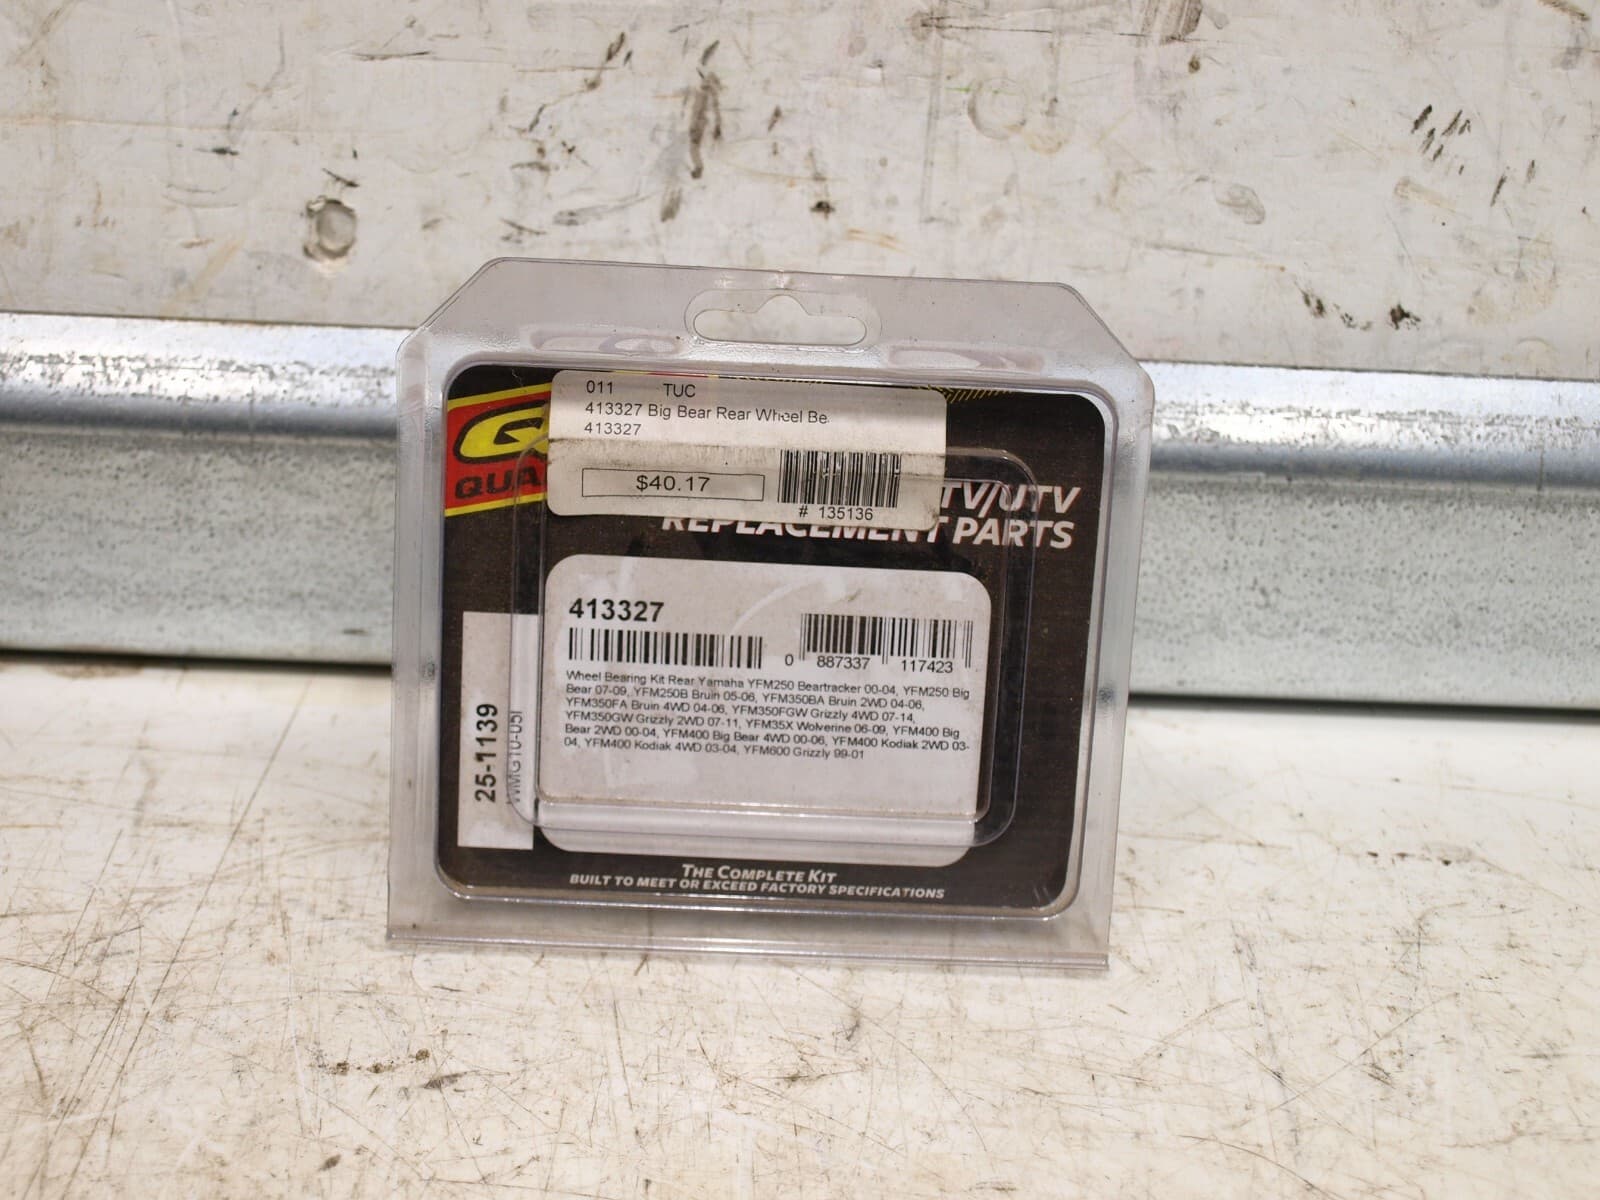 011 TUC
413327 Big Bear Rear Wheel Be
413327
$40.17
# 135136
QUA
TV/UTV
REPLACEMENT PARTS
413327
0 887337 117423
Wheel Bearing Kit Rear Yamaha YFM250 Beartracker 00-04, YFM250 Big
Bear 07-09, YFM250B Bruin 05-06, YFM350BA Bruin 2WD 04-06,
YFM350FA Bruin 4WD 04-06, YFM350FGW Grizzly 4WD 07-14,
YFM350GW Grizzly 2WD 07-11, YFM35X Wolverine 06-09, YFM400 Big
Bear 2WD 00-04, YFM400 Big Bear 4WD 00-06, YFM400 Kodiak 2WD 03-
04, YFM400 Kodiak 4WD 03-04, YFM600 Grizzly 99-01
25-1139
THE COMPLETE KIT
BUILT TO MEET OR EXCEED FACTORY SPECIFICATIONS